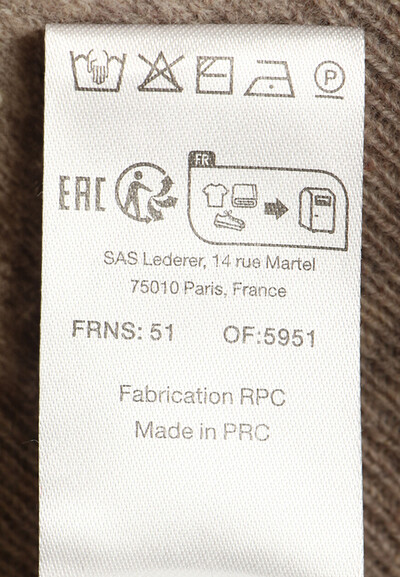 P
FR
EAC
SAS Lederer, 14 rue Martel
75010 Paris, France
FRNS: 51 OF:5951
Fabrication RPC
Made in PRC